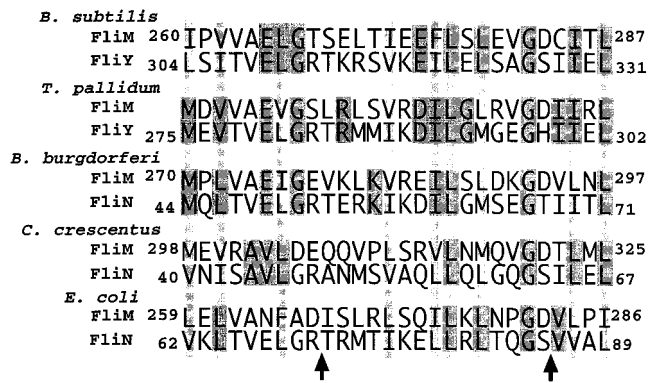 B. subtilis
FliM 260 IPVVAELGTSELTIEEFLSLEVGDCITL 287
FliY 304 LSITVELGRTKRSVKEILELSAGSIIEL 331
T. pallidum
FliM MDVVAEVGSLRLSVRDILGLRVGDIIRL
FliY 275 MEVTVELGRTRMMIKDILGMGEGHIIEL 302
B. burgdorferi
FliM 270 MPLVAEIGEVKLKVREILSLDKGDVLNL 297
FliN 44 MQLTVELGRTERKIKDILGMSEGTIITL 71
C. crescentus
FliM 298 MEVRAVLDEQQVPLSRVLNMQVGDTLML 325
FliN 40 VNISAVLGRANMSVAQLLQLGQGSILEL 67
E. coli
FliM 259 LELVANFADISLRLSQILKLNPGDVLPI 286
FliN 62 VKLTVELGRTRMTIKELLRLTQGSVVAL 89